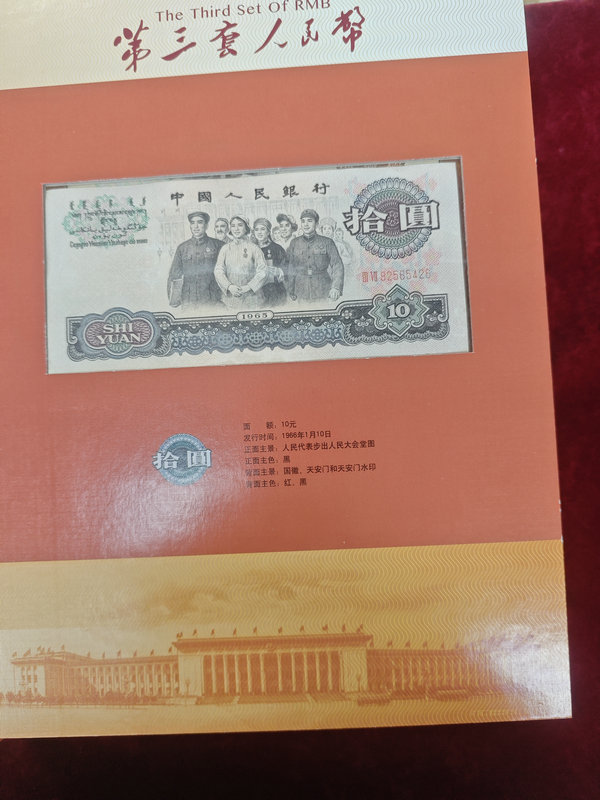 The Third Set Of RMB
第三套人民幣
中國人民銀行
拾圓
1965
SHI
YUAN
10
拾圓
面 额：10元
发行时间：1966年1月10日
正面主景：人民代表步出人民大会堂图
正面主色：黑
背面主景：国徽、天安门和天安门水印
背面主色：红、黑